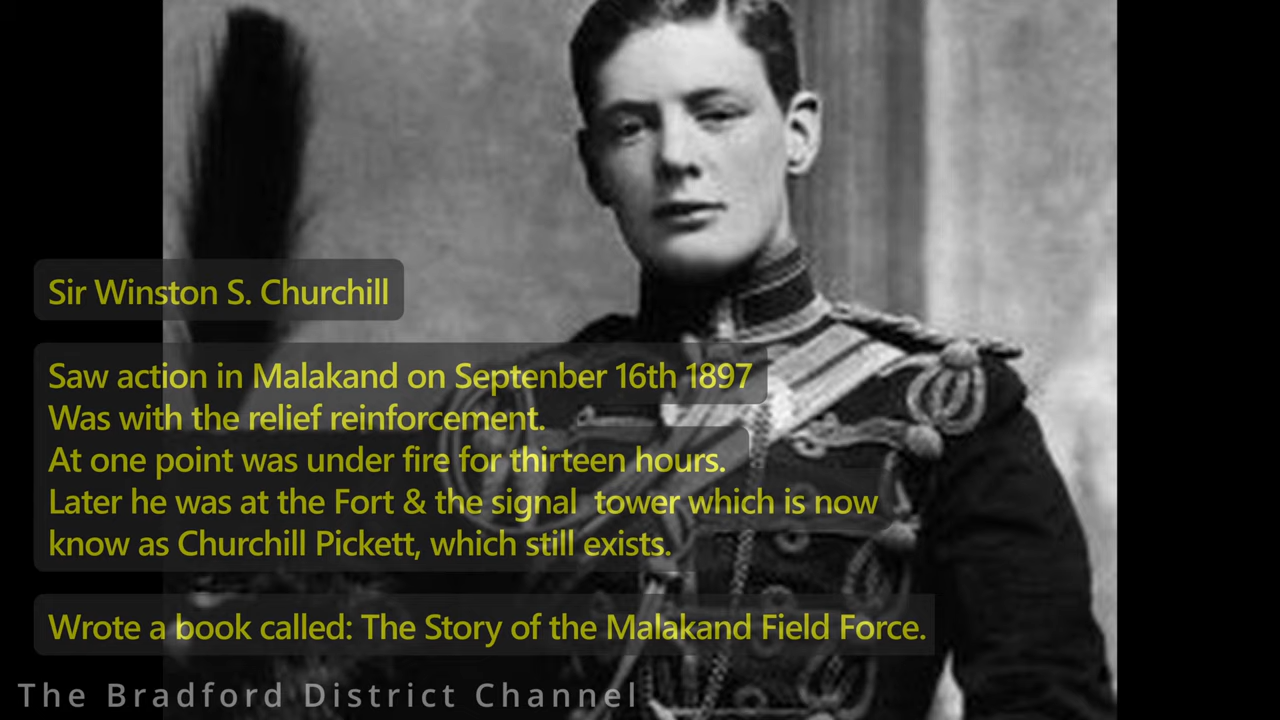 Sir Winston S. Churchill
Saw action in Malakand on Septenber 16th 1897
Was with the relief reinforcement.
At one point was under fire for thirteen hours.
Later he was at the Fort & the signal  tower which is now
know as Churchill Pickett, which still exists.
Wrote a book called: The Story of the Malakand Field Force.
The Bradford District Channel